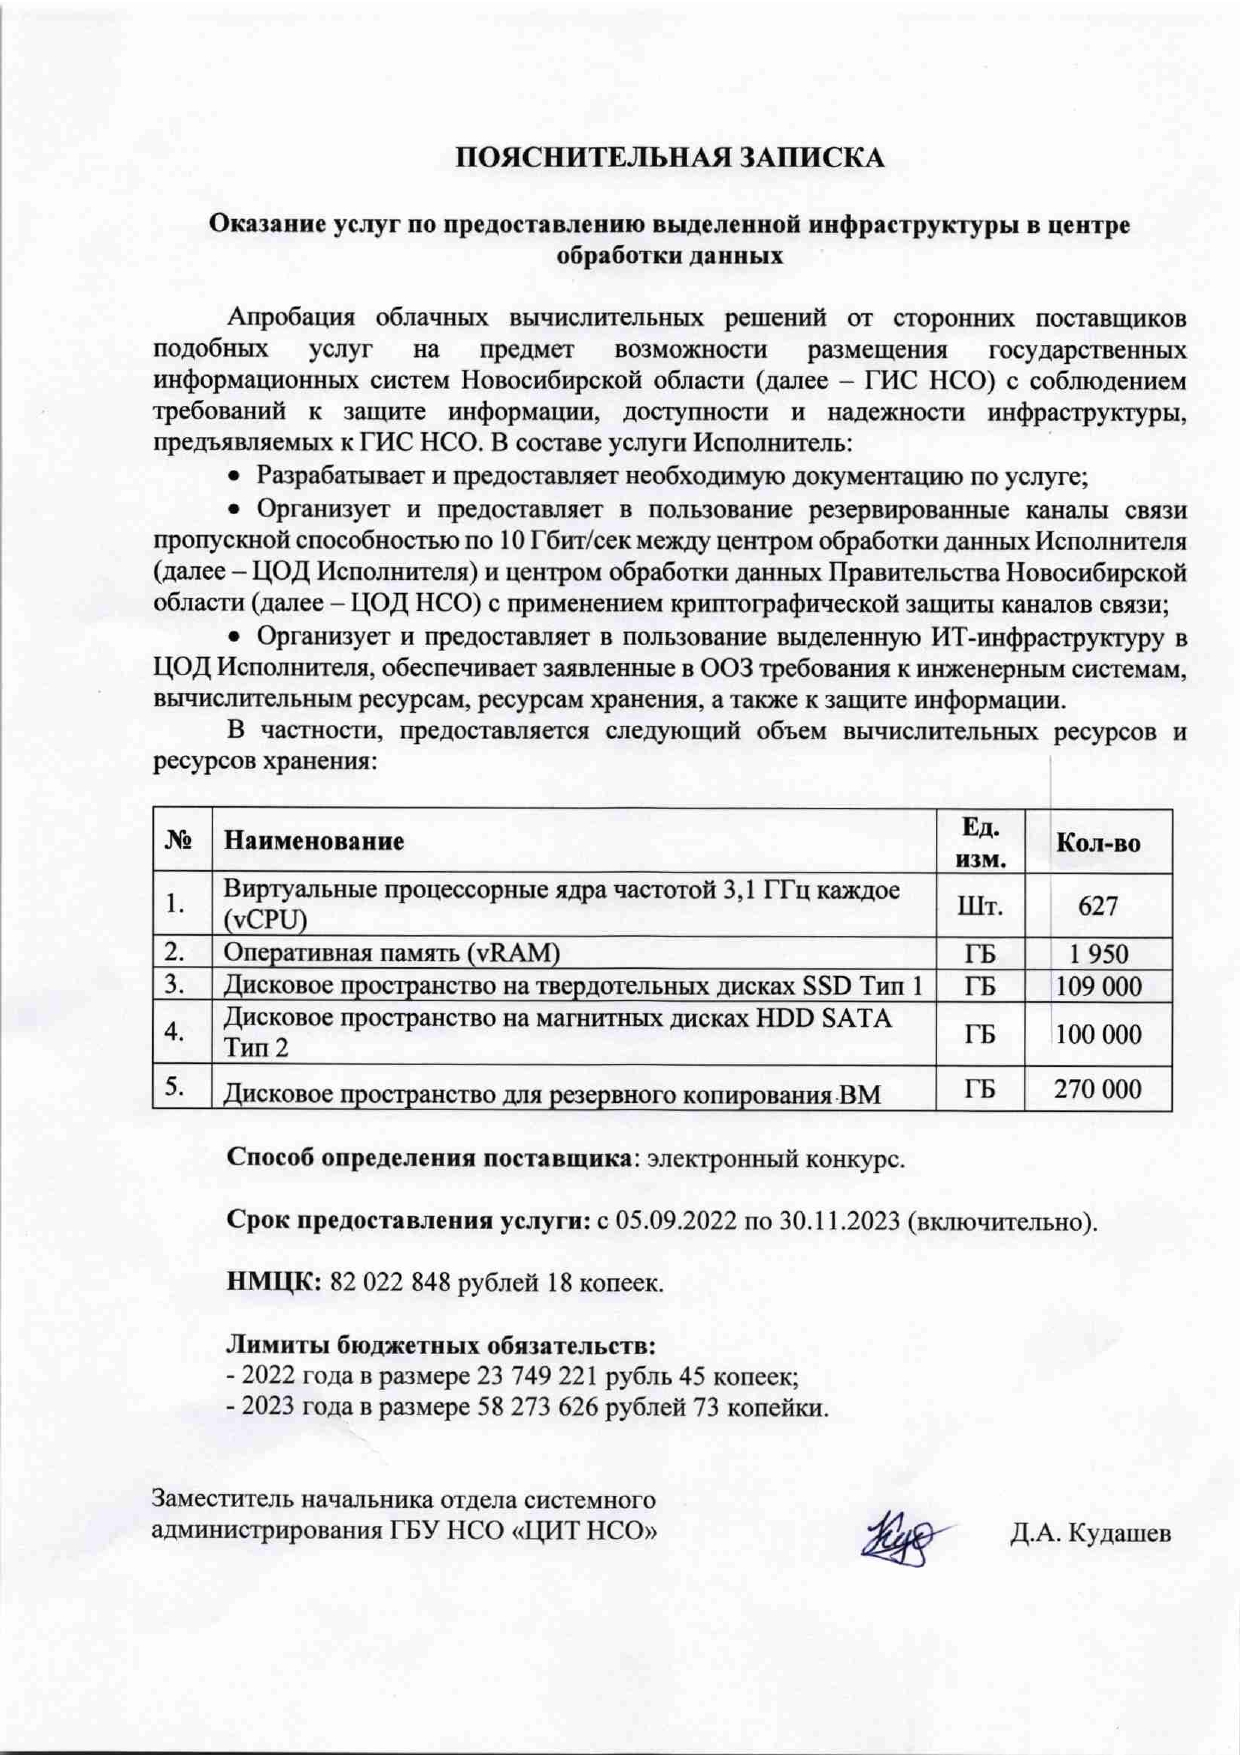 ПОЯСНИТЕЛЬНАЯ ЗАПИСКА
Оказание услуг по предоставлению выделенной инфраструктуры в центре
обработки данных
Апробация облачных вычислительных решений от сторонних поставщиков
подобных услуг на предмет возможности размещения государственных
информационных систем Новосибирской области (далее – ГИС НСО) с соблюдением
требований к защите информации, доступности и надежности инфраструктуры,
предъявляемых к ГИС НСО. В составе услуги Исполнитель:
• Разрабатывает и предоставляет необходимую документацию по услуге;
• Организует и предоставляет в пользование резервированные каналы связи
пропускной способностью по 10 Гбит/сек между центром обработки данных Исполнителя
(далее – ЦОД Исполнителя) и центром обработки данных Правительства Новосибирской
области (далее – ЦОД НСО) с применением криптографической защиты каналов связи;
• Организует и предоставляет в пользование выделенную ИТ-инфраструктуру в
ЦОД Исполнителя, обеспечивает заявленные в ООЗ требования к инженерным системам,
вычислительным ресурсам, ресурсам хранения, а также к защите информации.
В частности, предоставляется следующий объем вычислительных ресурсов и
ресурсов хранения:
№ Наименование Ед. изм. Кол-во
1. Виртуальные процессорные ядра частотой 3,1 ГГц каждое
(vCPU) Шт. 627
2. Оперативная память (vRAM) ГБ 1 950
3. Дисковое пространство на твердотельных дисках SSD Тип 1 ГБ 109 000
4. Дисковое пространство на магнитных дисках HDD SATA
Тип 2 ГБ 100 000
5. Дисковое пространство для резервного копирования ВМ ГБ 270 000
Способ определения поставщика: электронный конкурс.
Срок предоставления услуги: с 05.09.2022 по 30.11.2023 (включительно).
НМЦК: 82 022 848 рублей 18 копеек.
Лимиты бюджетных обязательств:
- 2022 года в размере 23 749 221 рубль 45 копеек;
- 2023 года в размере 58 273 626 рублей 73 копейки.
Заместитель начальника отдела системного
администрирования ГБУ НСО «ЦИТ НСО» Д.А. Кудашев